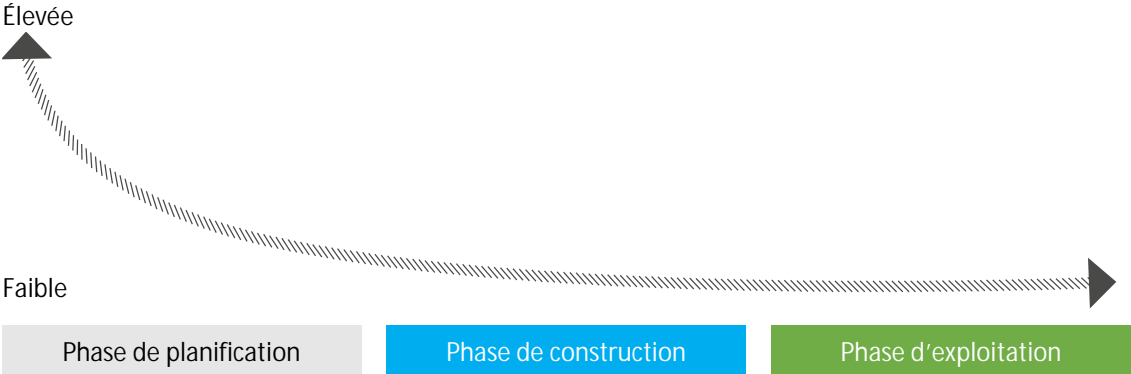 Élevée
Faible
Phase de planification
Phase de construction
Phase d’exploitation